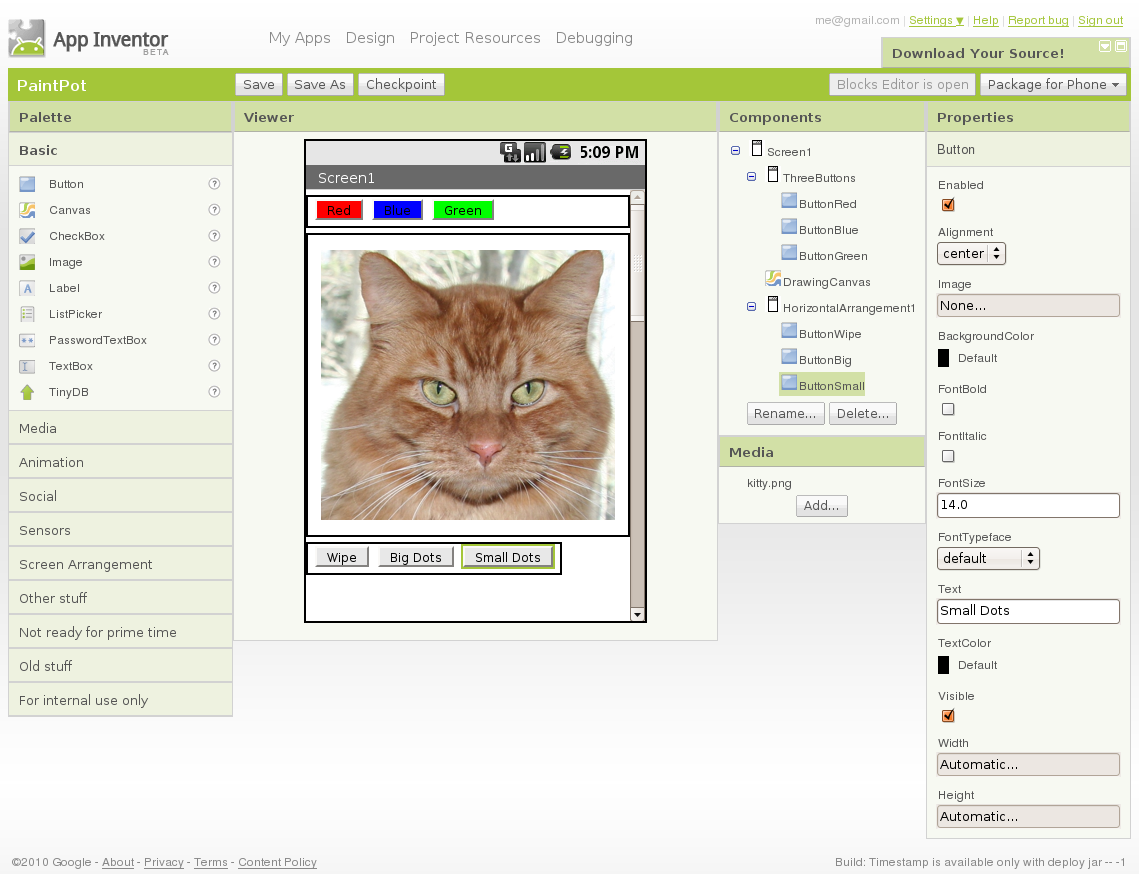 me@gmail.com | Settings ▼ | Help | Report bug | Sign out
App Inventor
BETA
My Apps Design Project Resources Debugging
Download Your Source!
PaintPot
Save Save As Checkpoint
Blocks Editor is open Package for Phone
Palette
Basic
Button ?
Canvas ?
CheckBox ?
Image ?
Label ?
ListPicker ?
PasswordTextBox ?
TextBox ?
TinyDB ?
Media
Animation
Social
Sensors
Screen Arrangement
Other stuff
Not ready for prime time
Old stuff
For internal use only
Viewer
5:09 PM
Screen1
Red Blue Green
Wipe Big Dots Small Dots
Components
Screen1
ThreeButtons
ButtonRed
ButtonBlue
ButtonGreen
DrawingCanvas
HorizontalArrangement1
ButtonWipe
ButtonBig
ButtonSmall
Rename... Delete...
Media
kitty.png
Add...
Properties
Button
Enabled
Alignment
center
Image
None...
BackgroundColor
Default
FontBold
FontItalic
FontSize
14.0
FontTypeface
default
Text
Small Dots
TextColor
Default
Visible
Width
Automatic...
Height
Automatic...
©2010 Google - About - Privacy - Terms - Content Policy
Build: Timestamp is available only with deploy jar -- -1